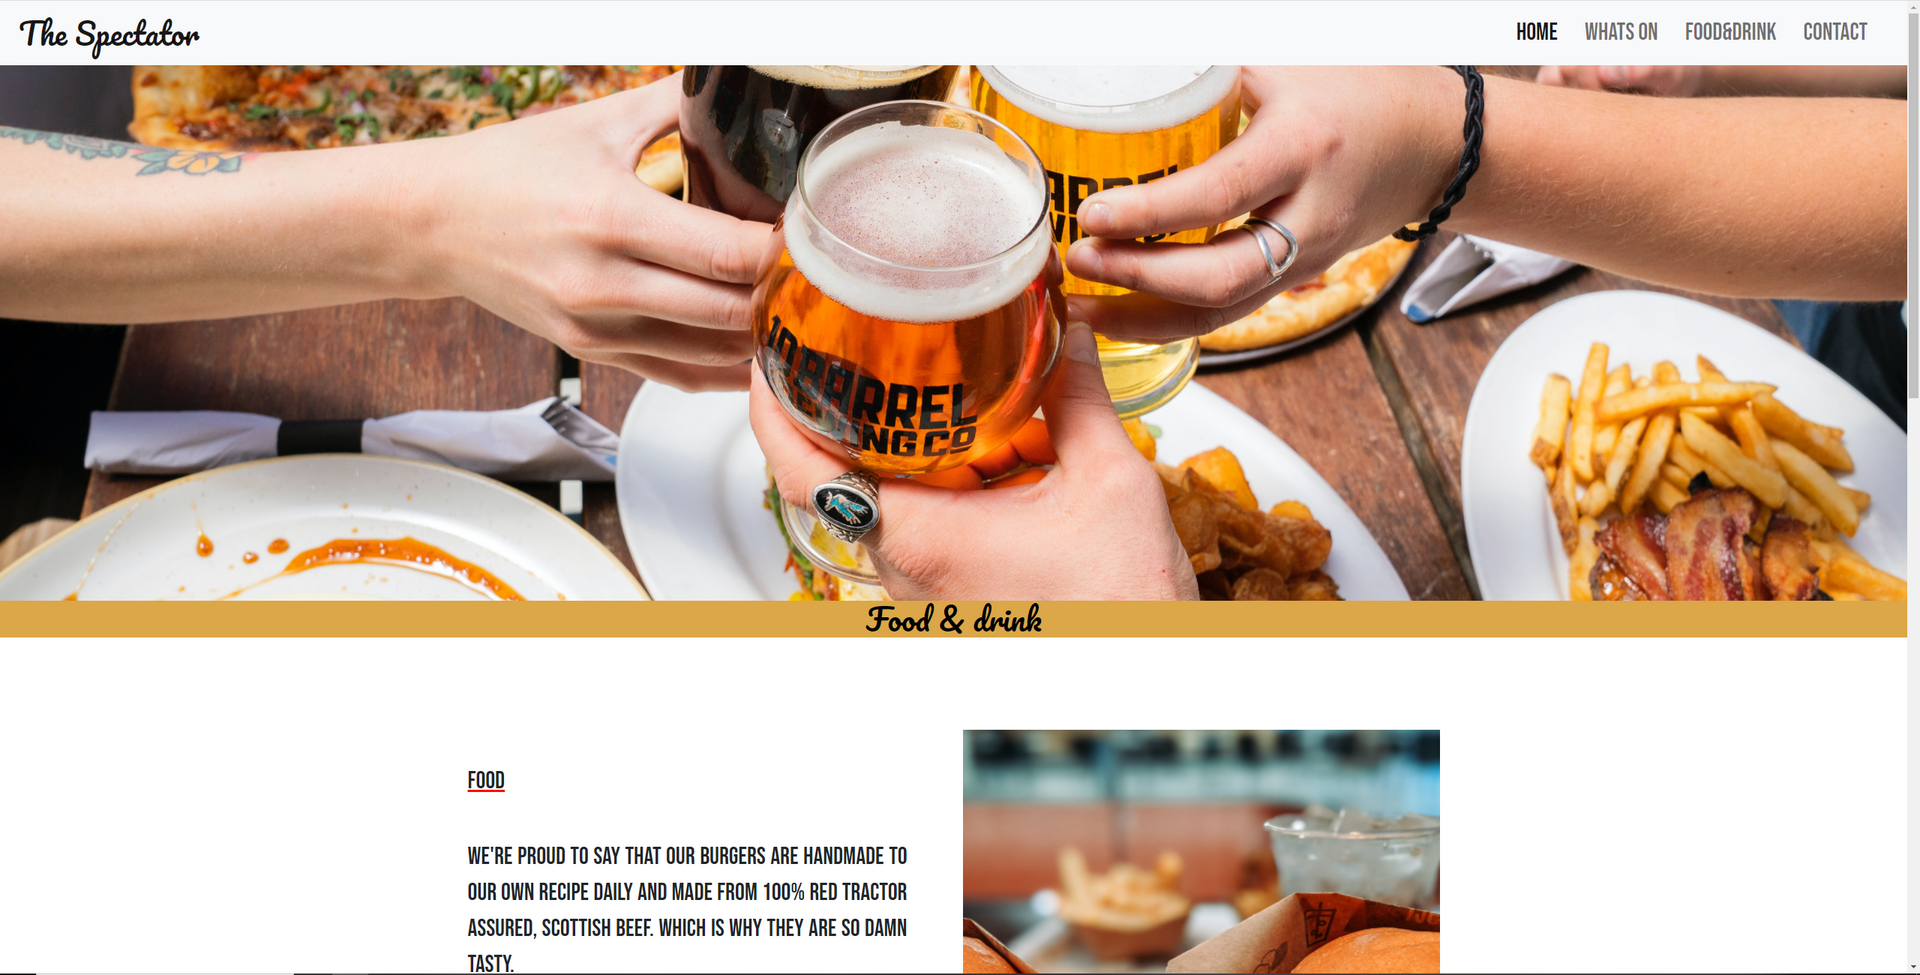 The Spectator
HOME WHATS ON FOOD&DRINK CONTACT
10 BARREL
ING CO
Food & drink
FOOD
WE'RE PROUD TO SAY THAT OUR BURGERS ARE HANDMADE TO
OUR OWN RECIPE DAILY AND MADE FROM 100% RED TRACTOR
ASSURED, SCOTTISH BEEF. WHICH IS WHY THEY ARE SO DAMN
TASTY.